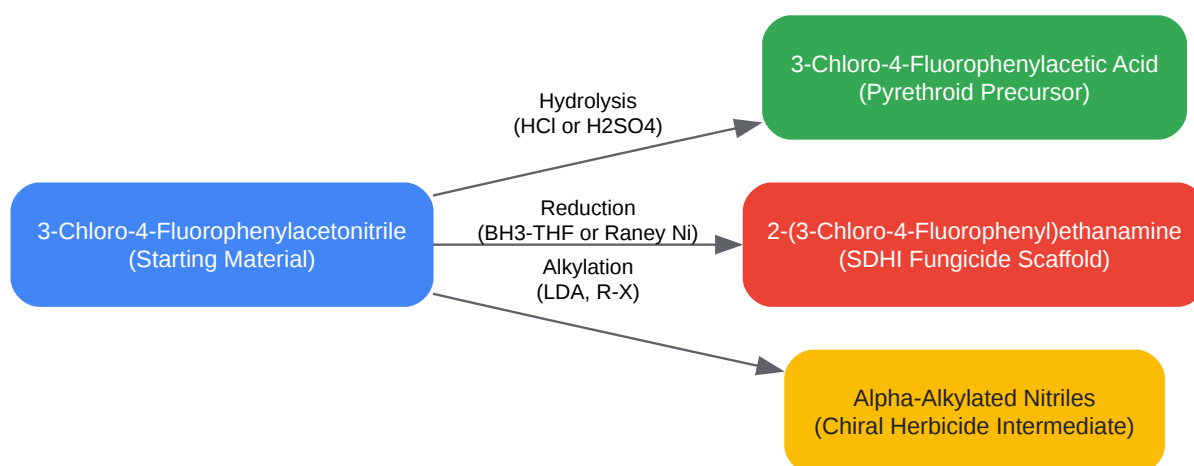 3-Chloro-4-Fluorophenylacetic Acid
(Pyrethroid Precursor)
Hydrolysis
(HCl or H2SO4)
3-Chloro-4-Fluorophenylacetonitrile
(Starting Material)
Reduction
(BH3-THF or Raney Ni)
2-(3-Chloro-4-Fluorophenyl)ethanamine
(SDHI Fungicide Scaffold)
Alkylation
(LDA, R-X)
Alpha-Alkylated Nitriles
(Chiral Herbicide Intermediate)